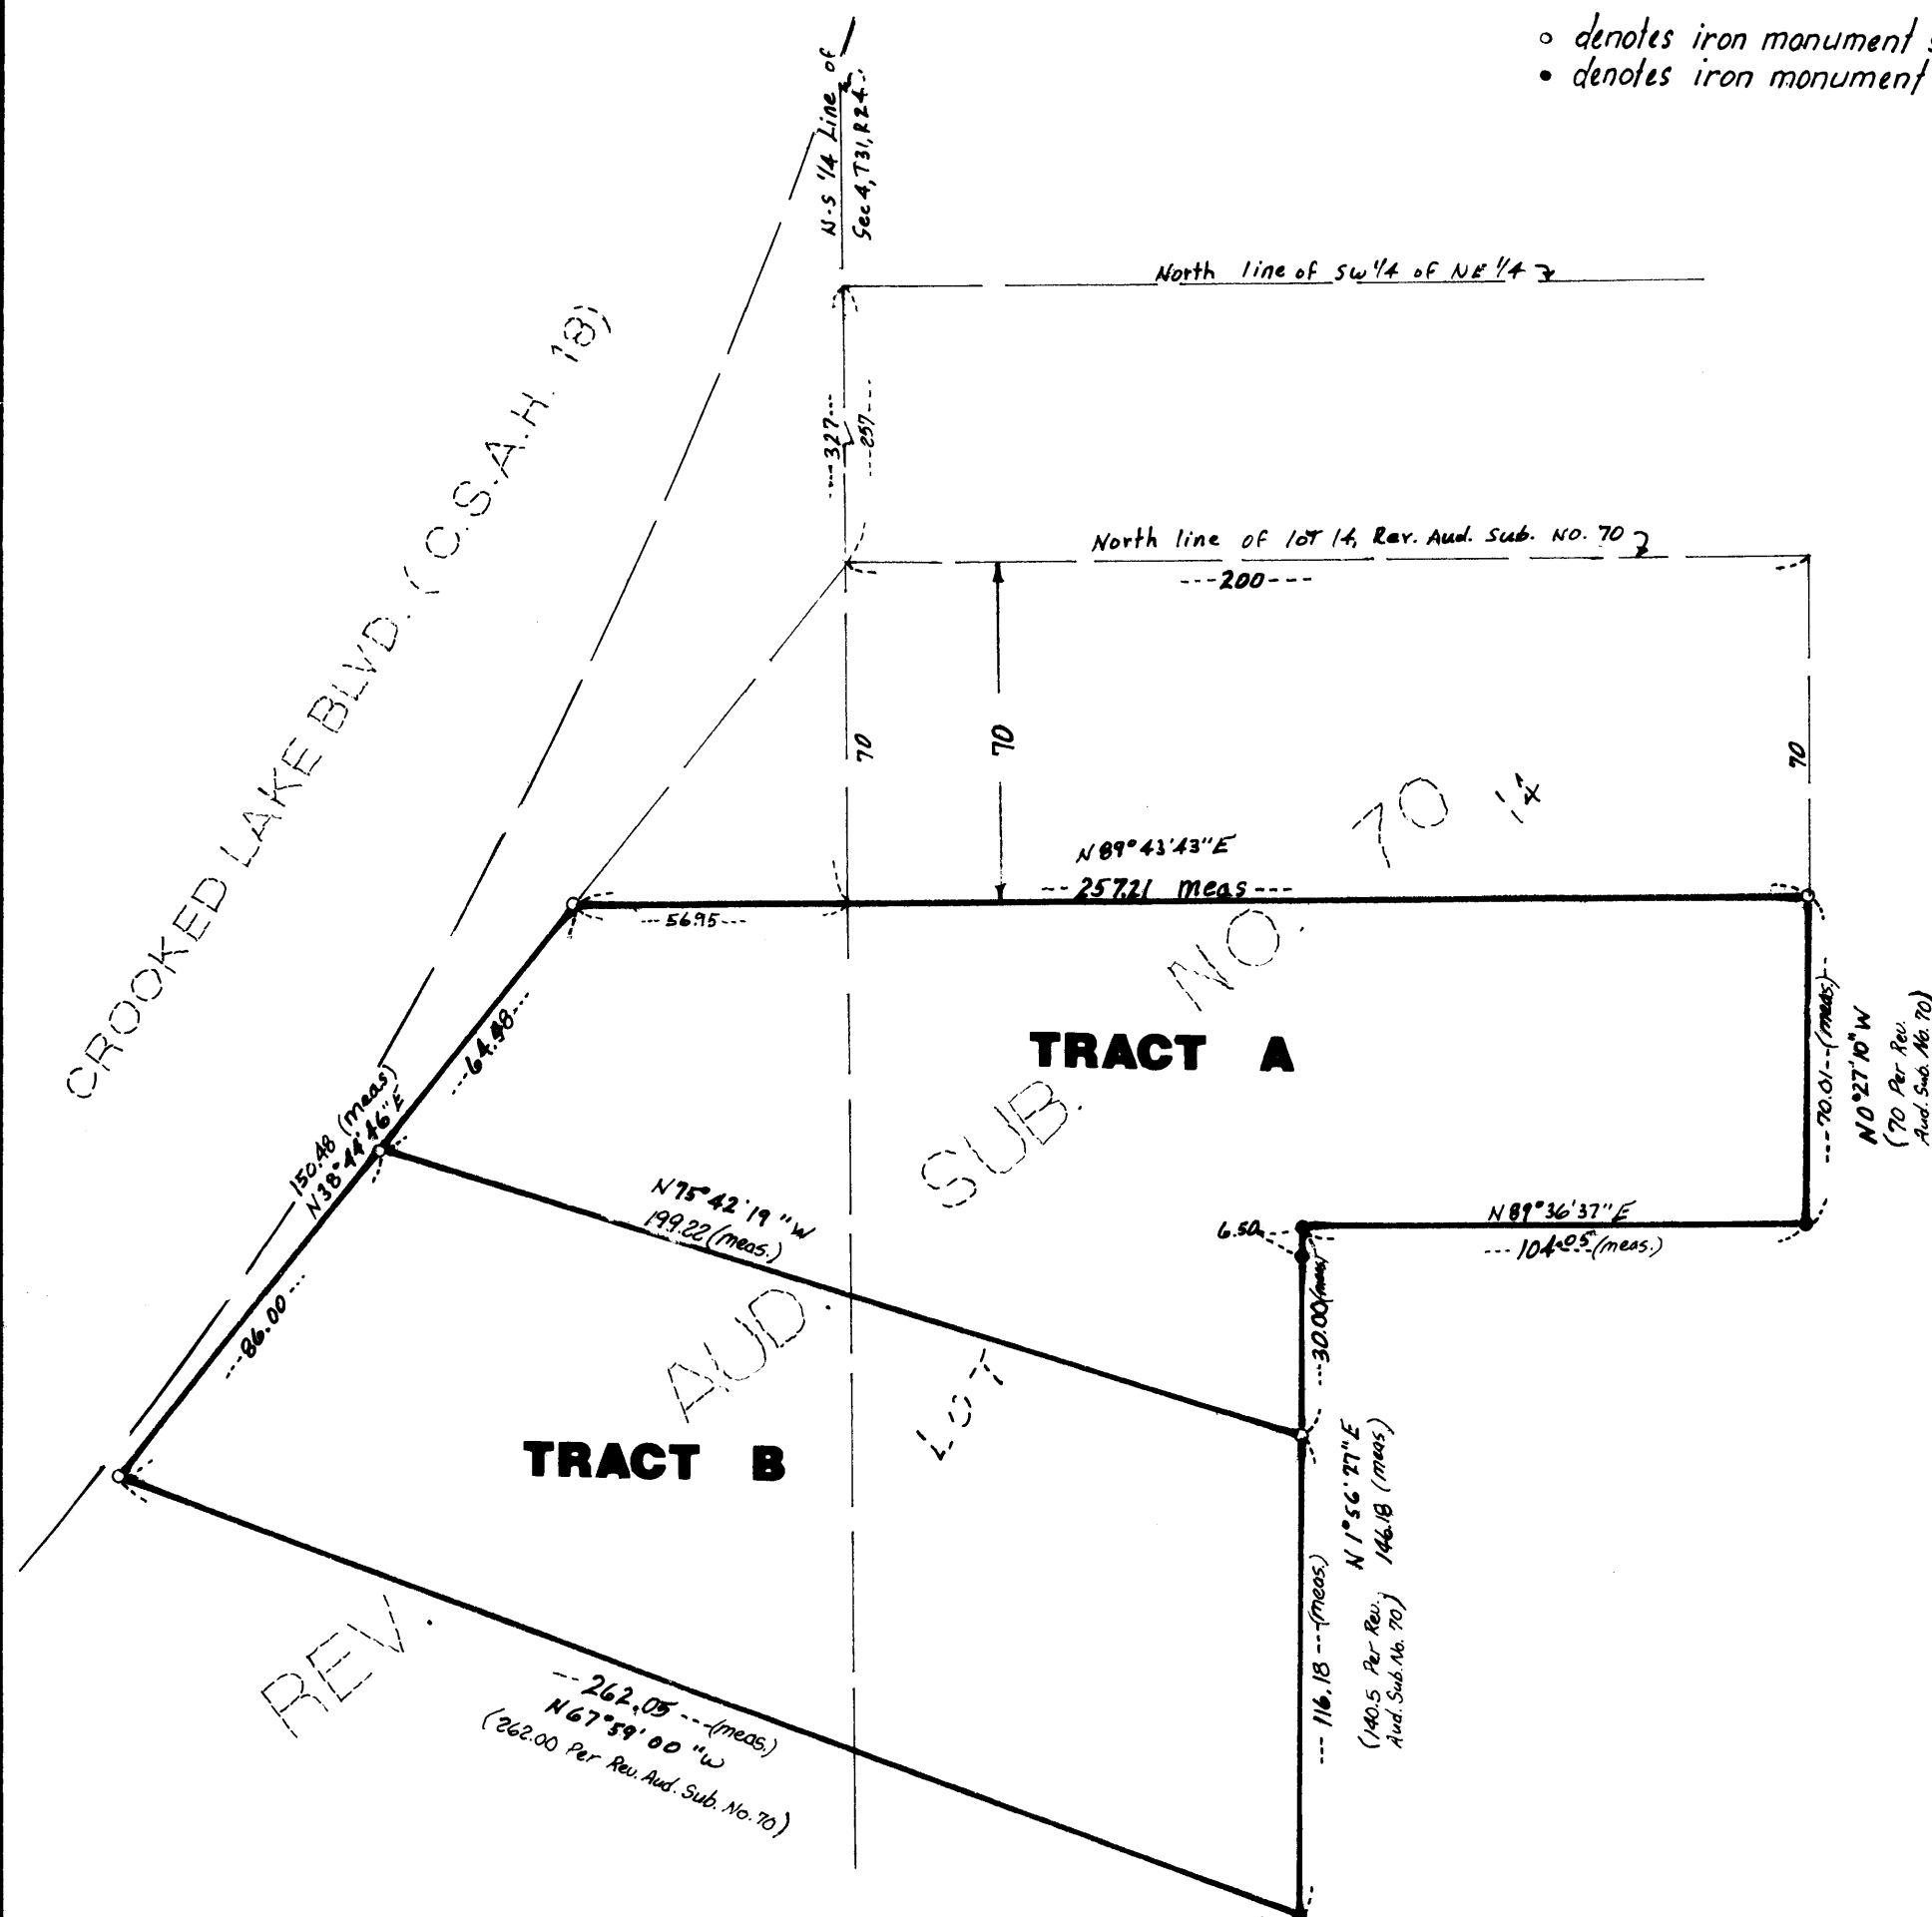 ○ denotes iron monument
● denotes iron monument
N-S 1/4 Line of
Sec 4, T31, R24
North line of SW 1/4 of NE 1/4
---327---
---257---
CROOKED LAKE BLVD. (C.S.A.H. 18)
North line of lot 14, Rev. Aud. Sub. No. 70
---200---
70
70
70
N 89°43'43" E
-- 257.21 meas ---
---56.95---
REV. AUD. SUB. NO. 70
LOT 14
---64.48---
TRACT A
---70.01--(meas.)
N 0°27'10" W
(70 Per Rev.
Aud. Sub. No. 70)
150.48 (meas)
N 38°44'46" E
N 75°42'19" W
199.22 (meas.)
6.50
N 89°36'37" E
---104.05--(meas.)
---86.00---
---30.00(meas)
TRACT B
N 1°56'27" E
146.18 (meas)
(140.5 Per Rev.
Aud. Sub. No. 70)
--- 116.18 ---(meas.)
-- 262.05 ---(meas.)
N 67°59'00" W
(262.00 Per Rev. Aud. Sub. No. 70)